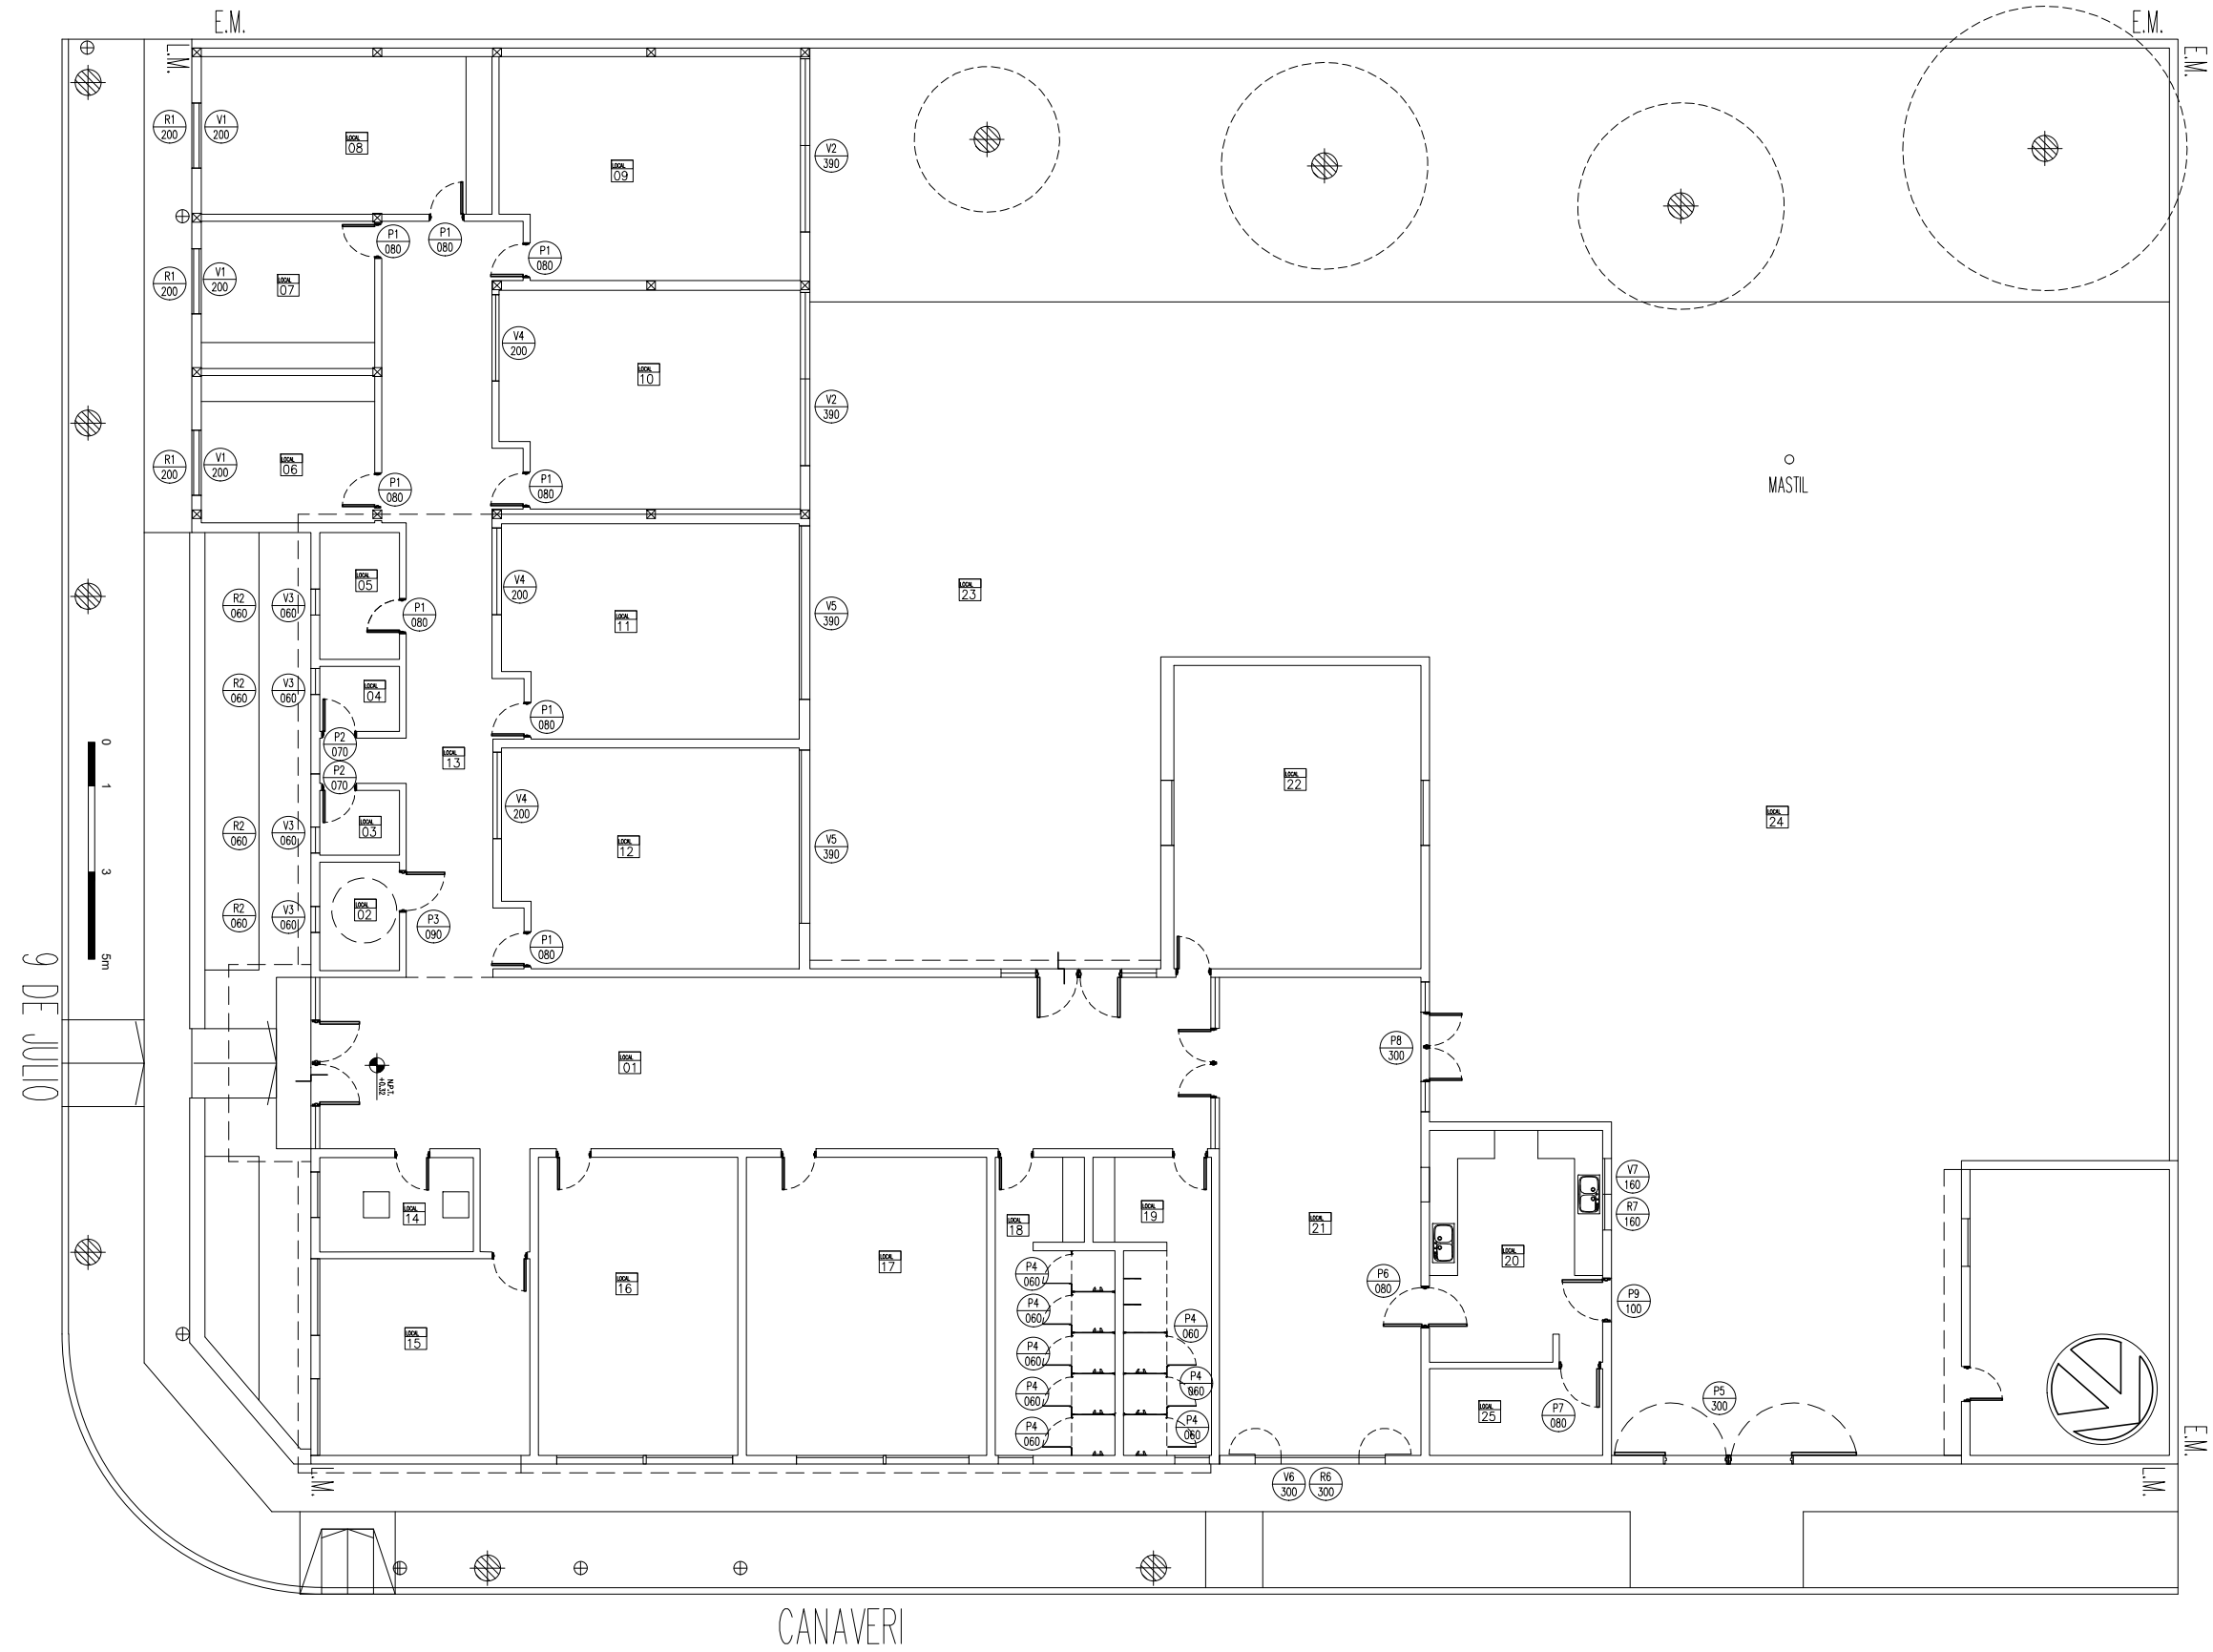 E.M.
E.M.
E.M.
L.M.
R1
200
V1
200
LOCAL
08
LOCAL
09
V2
390
P1
080
P1
080
P1
080
R1
200
V1
200
LOCAL
07
V4
200
LOCAL
10
V2
390
R1
200
V1
200
LOCAL
06
P1
080
P1
080
MASTIL
LOCAL
05
R2
060
V3
060
P1
080
V4
200
LOCAL
11
V5
390
LOCAL
23
R2
060
V3
060
LOCAL
04
P1
080
P2
070
P2
070
LOCAL
13
LOCAL
22
0
1
3
5m
R2
060
V3
060
LOCAL
03
V4
200
LOCAL
12
V5
390
LOCAL
24
R2
060
V3
060
LOCAL
02
P3
090
P1
080
9 DE JULIO
N.P.T.
+0.32
LOCAL
01
P8
300
LOCAL
14
LOCAL
18
LOCAL
19
LOCAL
21
V7
160
R7
160
LOCAL
16
LOCAL
17
LOCAL
20
P4
060
P4
060
P4
060
P4
060
P4
060
P4
060
P4
060
P4
060
P6
080
P9
100
LOCAL
15
LOCAL
25
P7
080
P5
300
E.M.
L.M.
L.M.
V6
300
R6
300
CANAVERI